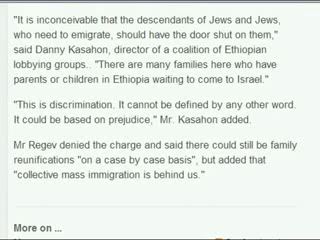 "It is inconceivable that the descendants of Jews and Jews,
who need to emigrate, should have the door shut on them,"
said Danny Kasahon, director of a coalition of Ethiopian
lobbying groups.. "There are many families here who have
parents or children in Ethiopia waiting to come to Israel."
"This is discrimination. It cannot be defined by any other word.
It could be based on prejudice," Mr. Kasahon added.
Mr Regev denied the charge and said there could still be family
reunifications "on a case by case basis", but added that
"collective mass immigration is behind us."
More on ...